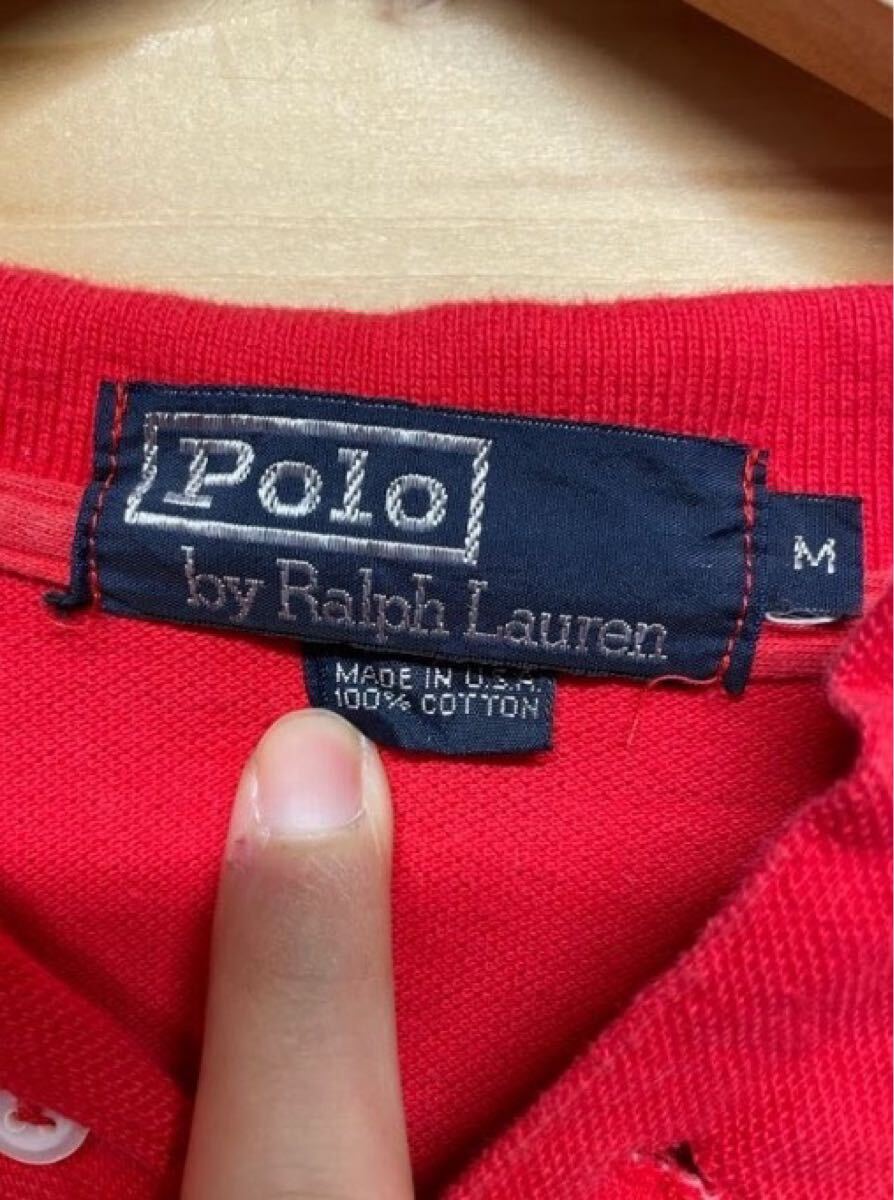 Polo
by Ralph Lauren
M
MADE IN U.S.A.
100% COTTON